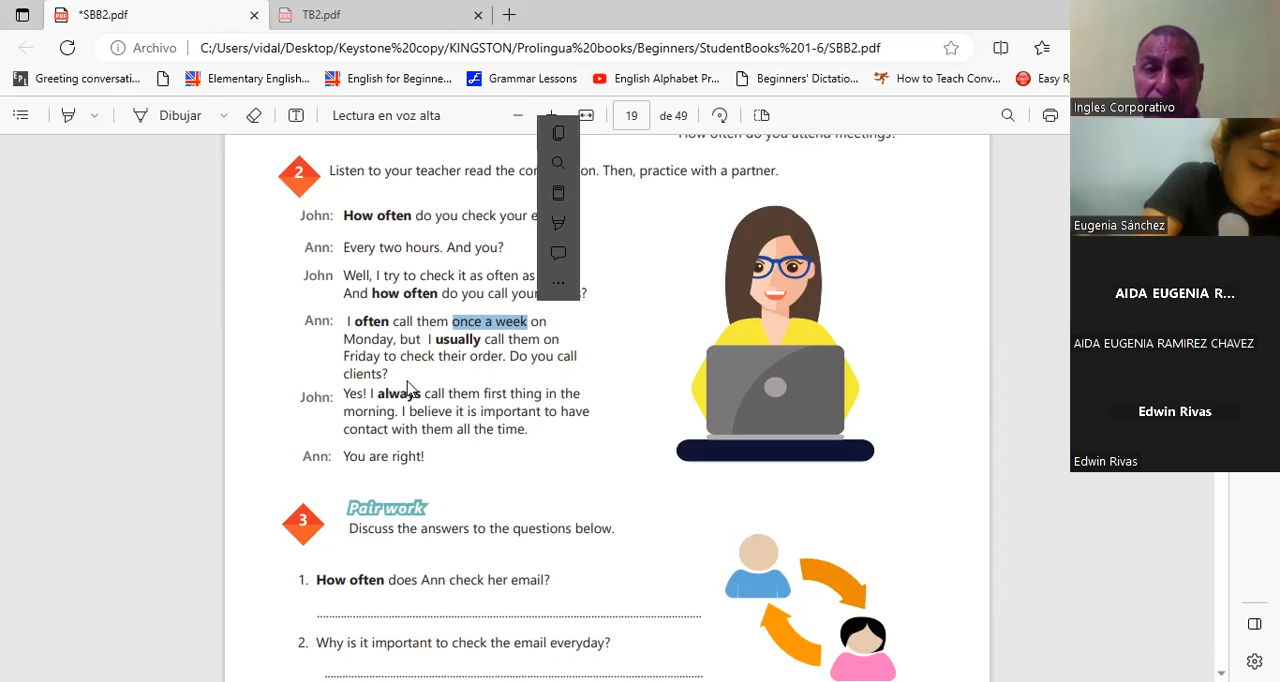 *SBB2.pdf
TB2.pdf
Archivo
C:/Users/vidal/Desktop/Keystone%20copy/KINGSTON/Prolingua%20books/Beginners/StudentBooks%201-6/SBB2.pdf
Greeting conversati...
Elementary English...
English for Beginne...
Grammar Lessons
English Alphabet Pr...
Beginners' Dictatio...
How to Teach Conv...
Easy R
Dibujar
Lectura en voz alta
19
de 49
How often do you attend meetings?
2
Listen to your teacher read the con on. Then, practice with a partner.
John: How often do you check your e
Ann: Every two hours. And you?
John Well, I try to check it as often as
And how often do you call your s?
Ann: I often call them once a week on
Monday, but I usually call them on
Friday to check their order. Do you call
clients?
John: Yes! I always call them first thing in the
morning. I believe it is important to have
contact with them all the time.
Ann: You are right!
3
Pair work
Discuss the answers to the questions below.
1. How often does Ann check her email?
2. Why is it important to check the email everyday?
Ingles Corporativo
Eugenia Sánchez
AIDA EUGENIA R...
AIDA EUGENIA RAMIREZ CHAVEZ
Edwin Rivas
Edwin Rivas